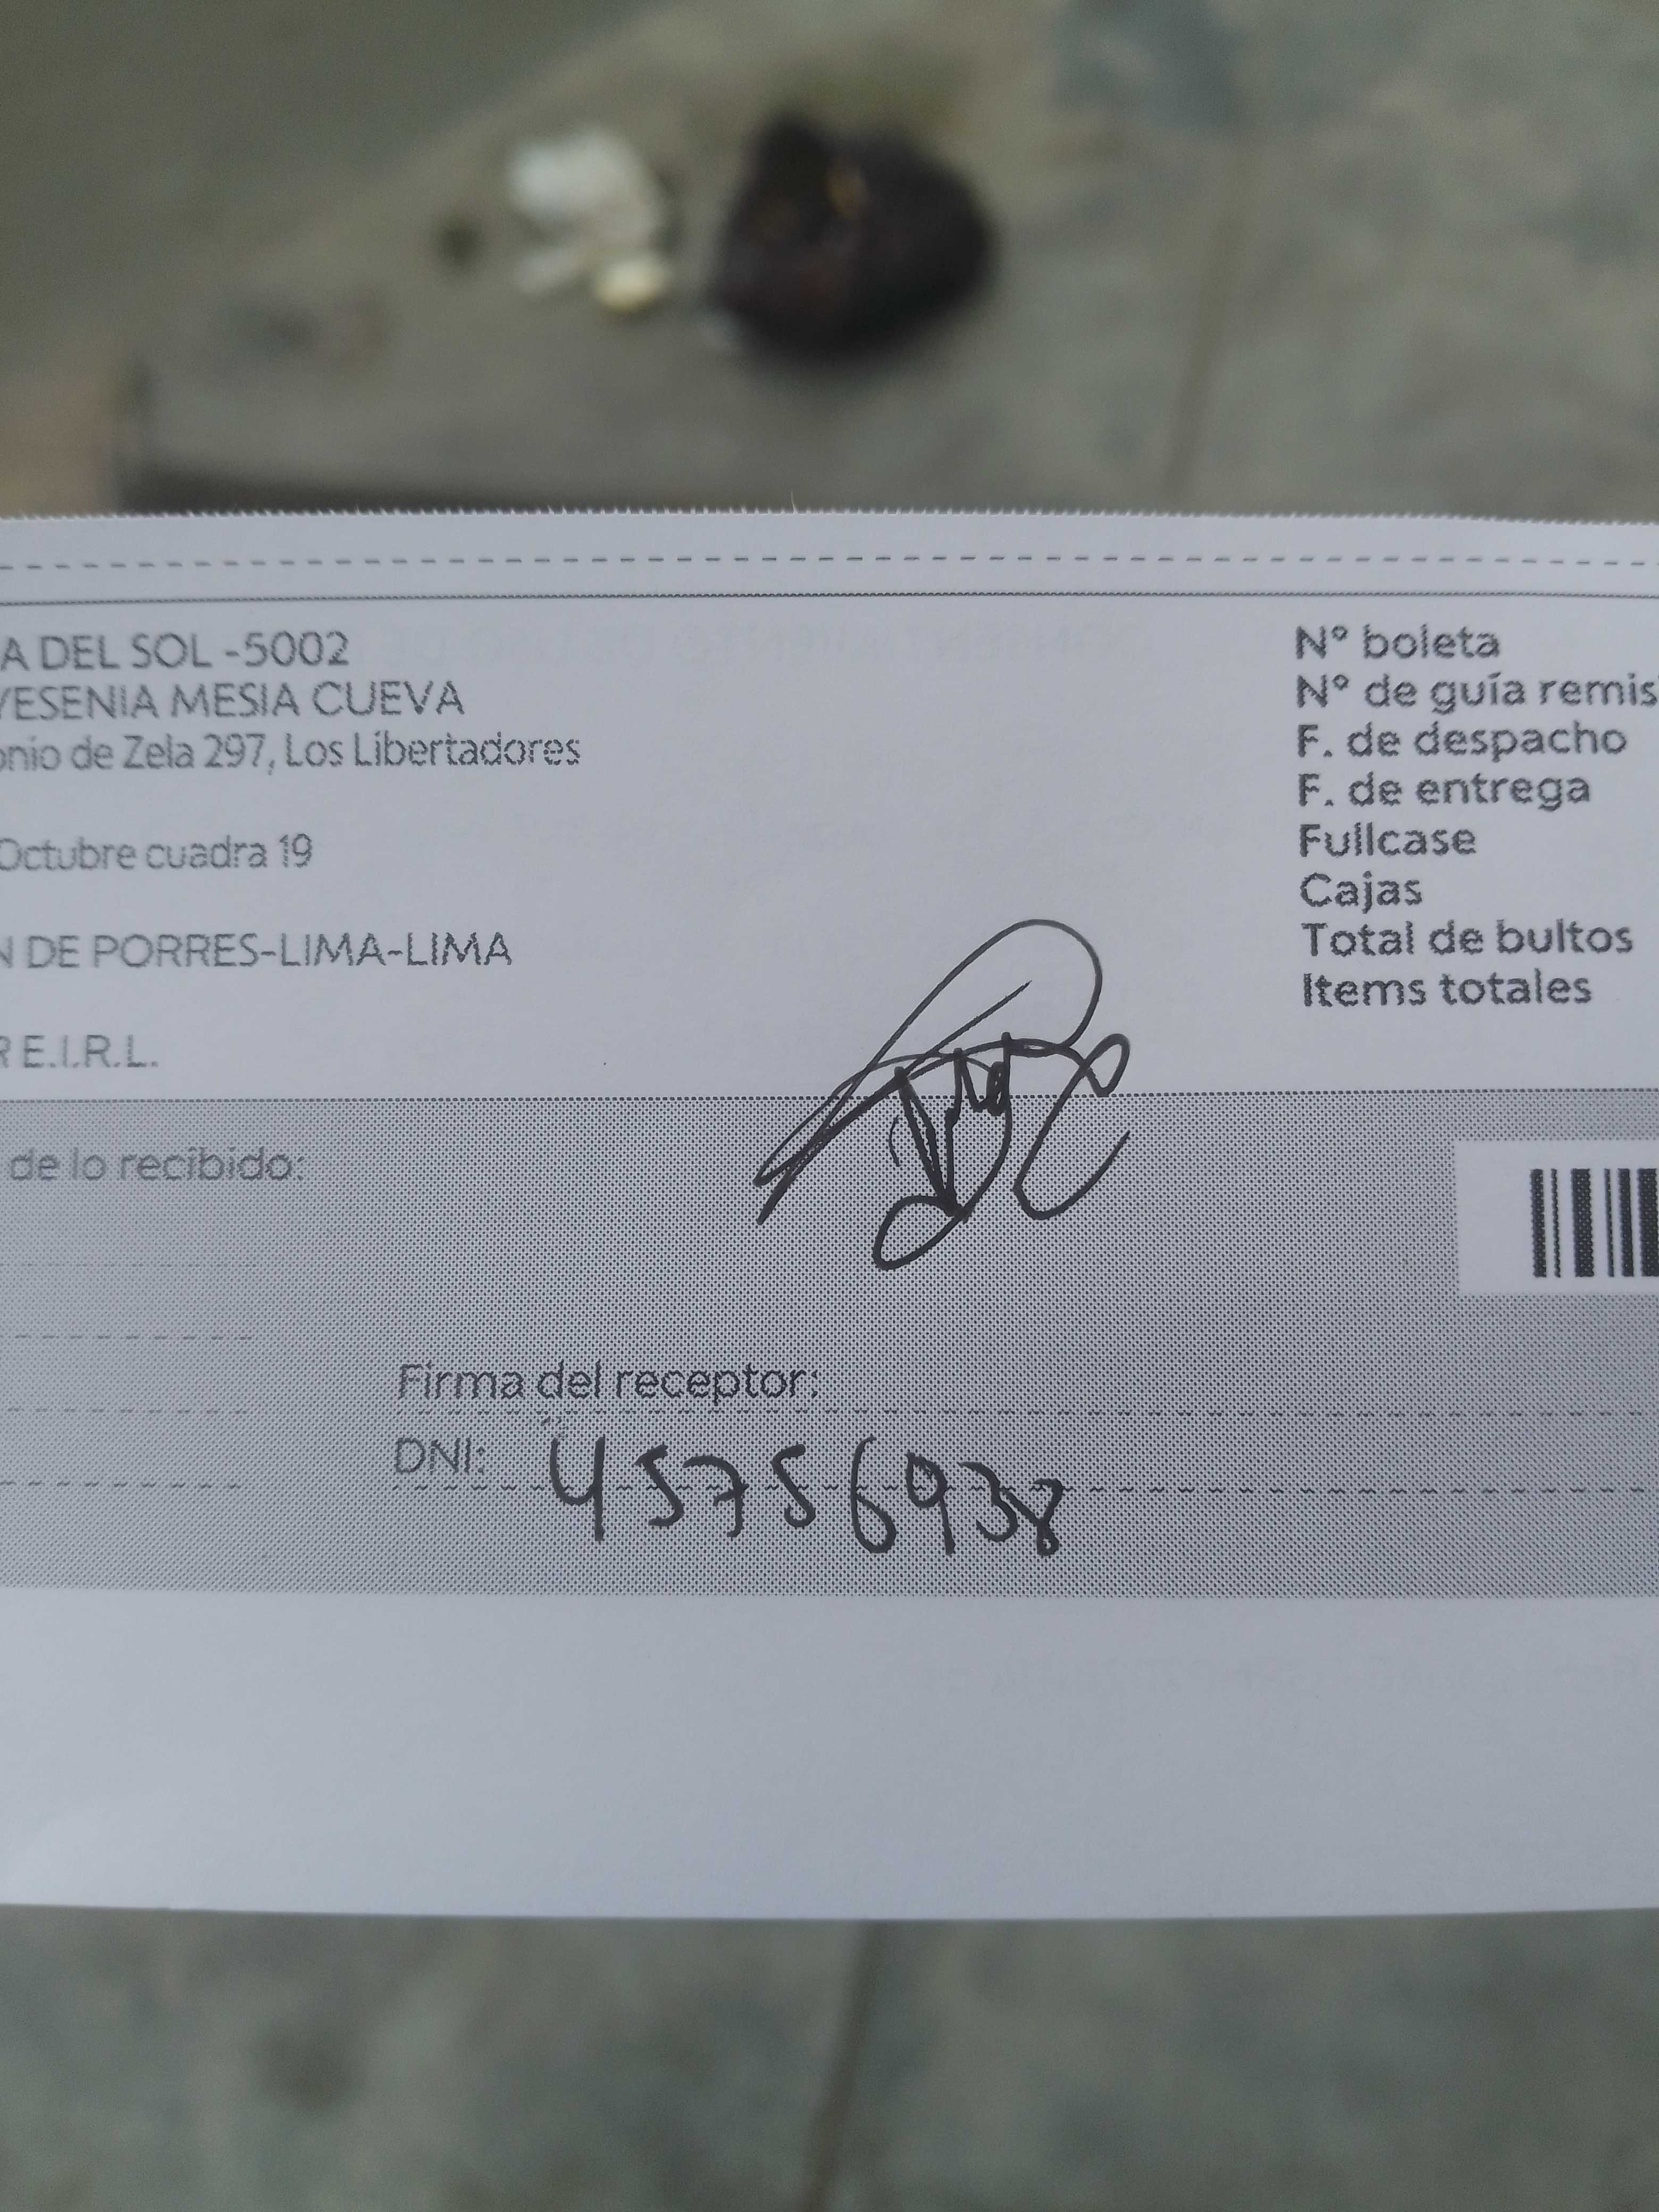 A DEL SOL -5002
YESENIA MESIA CUEVA
onio de Zela 297, Los Libertadores
Octubre cuadra 19
N DE PORRES-LIMA-LIMA
R E.I.R.L.
Nº boleta
Nº de guía remis
F. de despacho
F. de entrega
Fullcase
Cajas
Total de bultos
Items totales
de lo recibido:
Firma del receptor:
DNI: 45756938